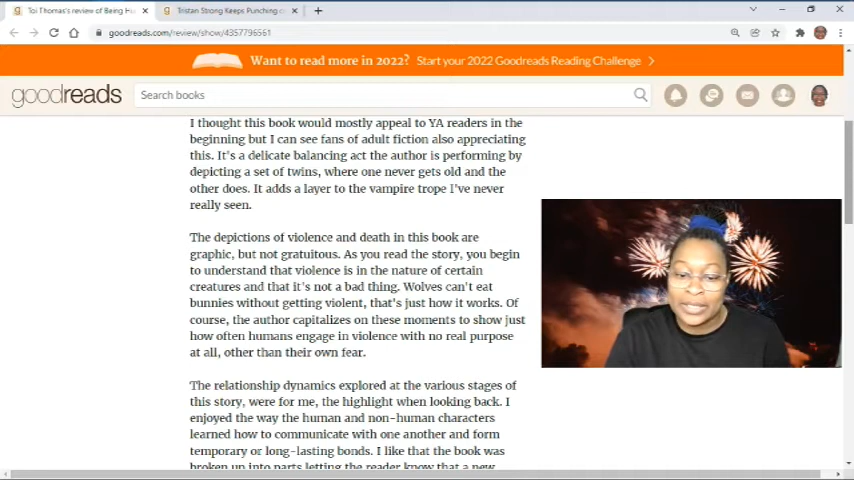 Toi Thomas's review of Being Hu
Tristan Strong Keeps Punching
goodreads.com/review/show/4357796561
Want to read more in 2022? Start your 2022 Goodreads Reading Challenge
goodreads
Search books
I thought this book would mostly appeal to YA readers in the
beginning but I can see fans of adult fiction also appreciating
this. It's a delicate balancing act the author is performing by
depicting a set of twins, where one never gets old and the
other does. It adds a layer to the vampire trope I've never
really seen.
The depictions of violence and death in this book are
graphic, but not gratuitous. As you read the story, you begin
to understand that violence is in the nature of certain
creatures and that it's not a bad thing. Wolves can't eat
bunnies without getting violent, that's just how it works. Of
course, the author capitalizes on these moments to show just
how often humans engage in violence with no real purpose
at all, other than their own fear.
The relationship dynamics explored at the various stages of
this story, were for me, the highlight when looking back. I
enjoyed the way the human and non-human characters
learned how to communicate with one another and form
temporary or long-lasting bonds. I like that the book was
broken up into parts letting the reader know that a new